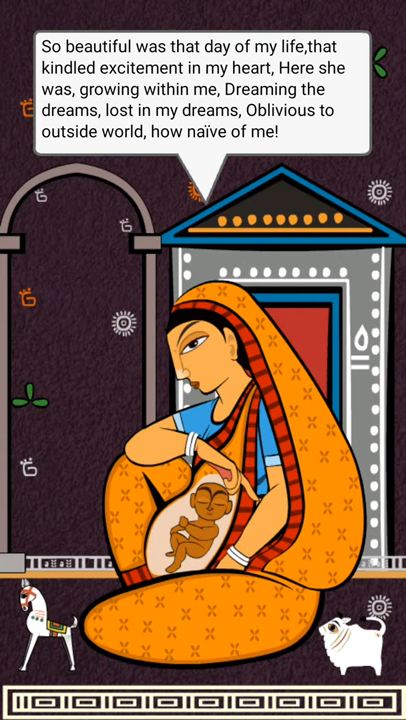 So beautiful was that day of my life,that
kindled excitement in my heart, Here she
was, growing within me, Dreaming the
dreams, lost in my dreams, Oblivious to
outside world, how naïve of me!